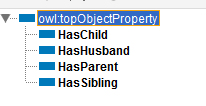 owl:topObjectProperty
HasChild
HasHusband
HasParent
HasSibling